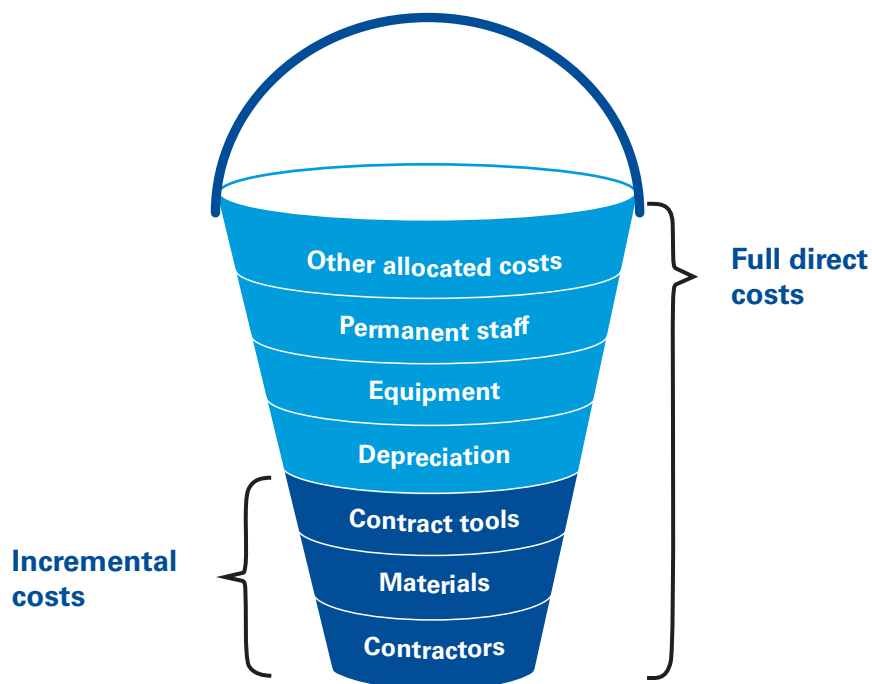 Other allocated costs
Permanent staff
Equipment
Depreciation
Contract tools
Materials
Contractors
Full direct
costs
Incremental
costs